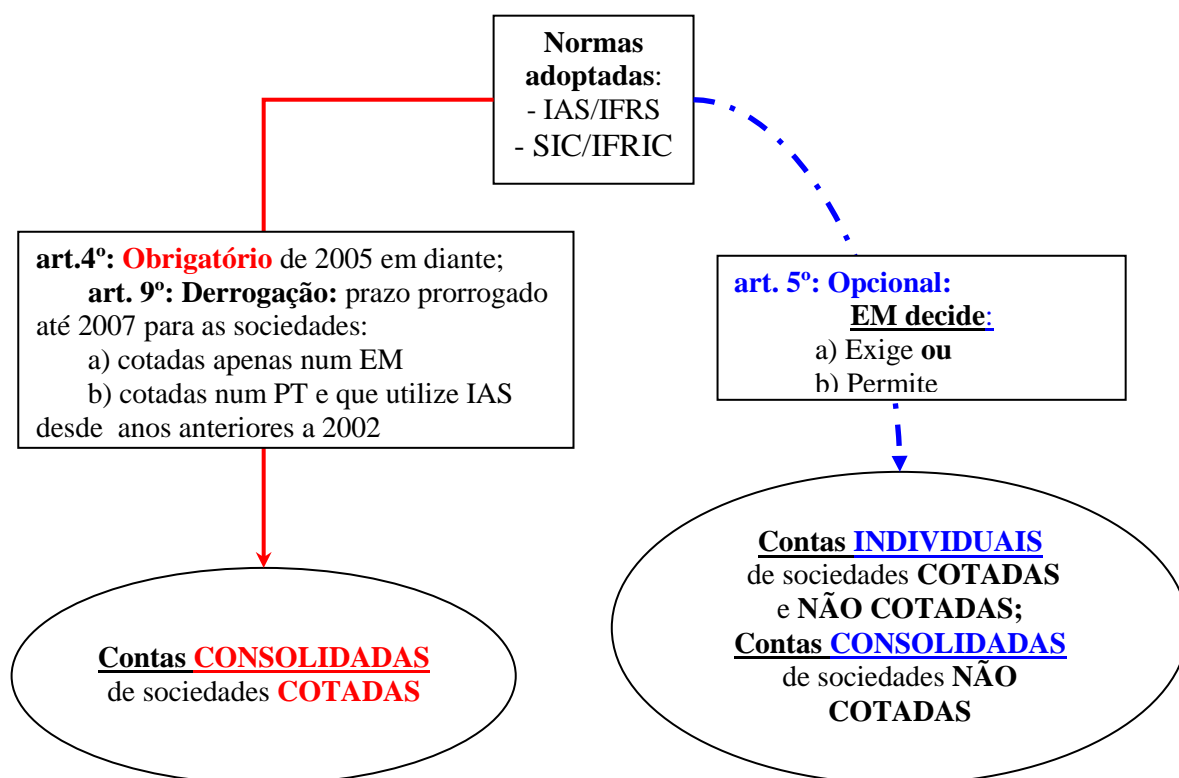 Normas
adoptadas:
- IAS/IFRS
- SIC/IFRIC
art.4º: Obrigatório de 2005 em diante;
art. 9º: Derrogação: prazo prorrogado
até 2007 para as sociedades:
a) cotadas apenas num EM
b) cotadas num PT e que utilize IAS
desde anos anteriores a 2002
art. 5º: Opcional:
EM decide:
a) Exige ou
b) Permite
Contas CONSOLIDADAS
de sociedades COTADAS
Contas INDIVIDUAIS
de sociedades COTADAS
e NÃO COTADAS;
Contas CONSOLIDADAS
de sociedades NÃO
COTADAS